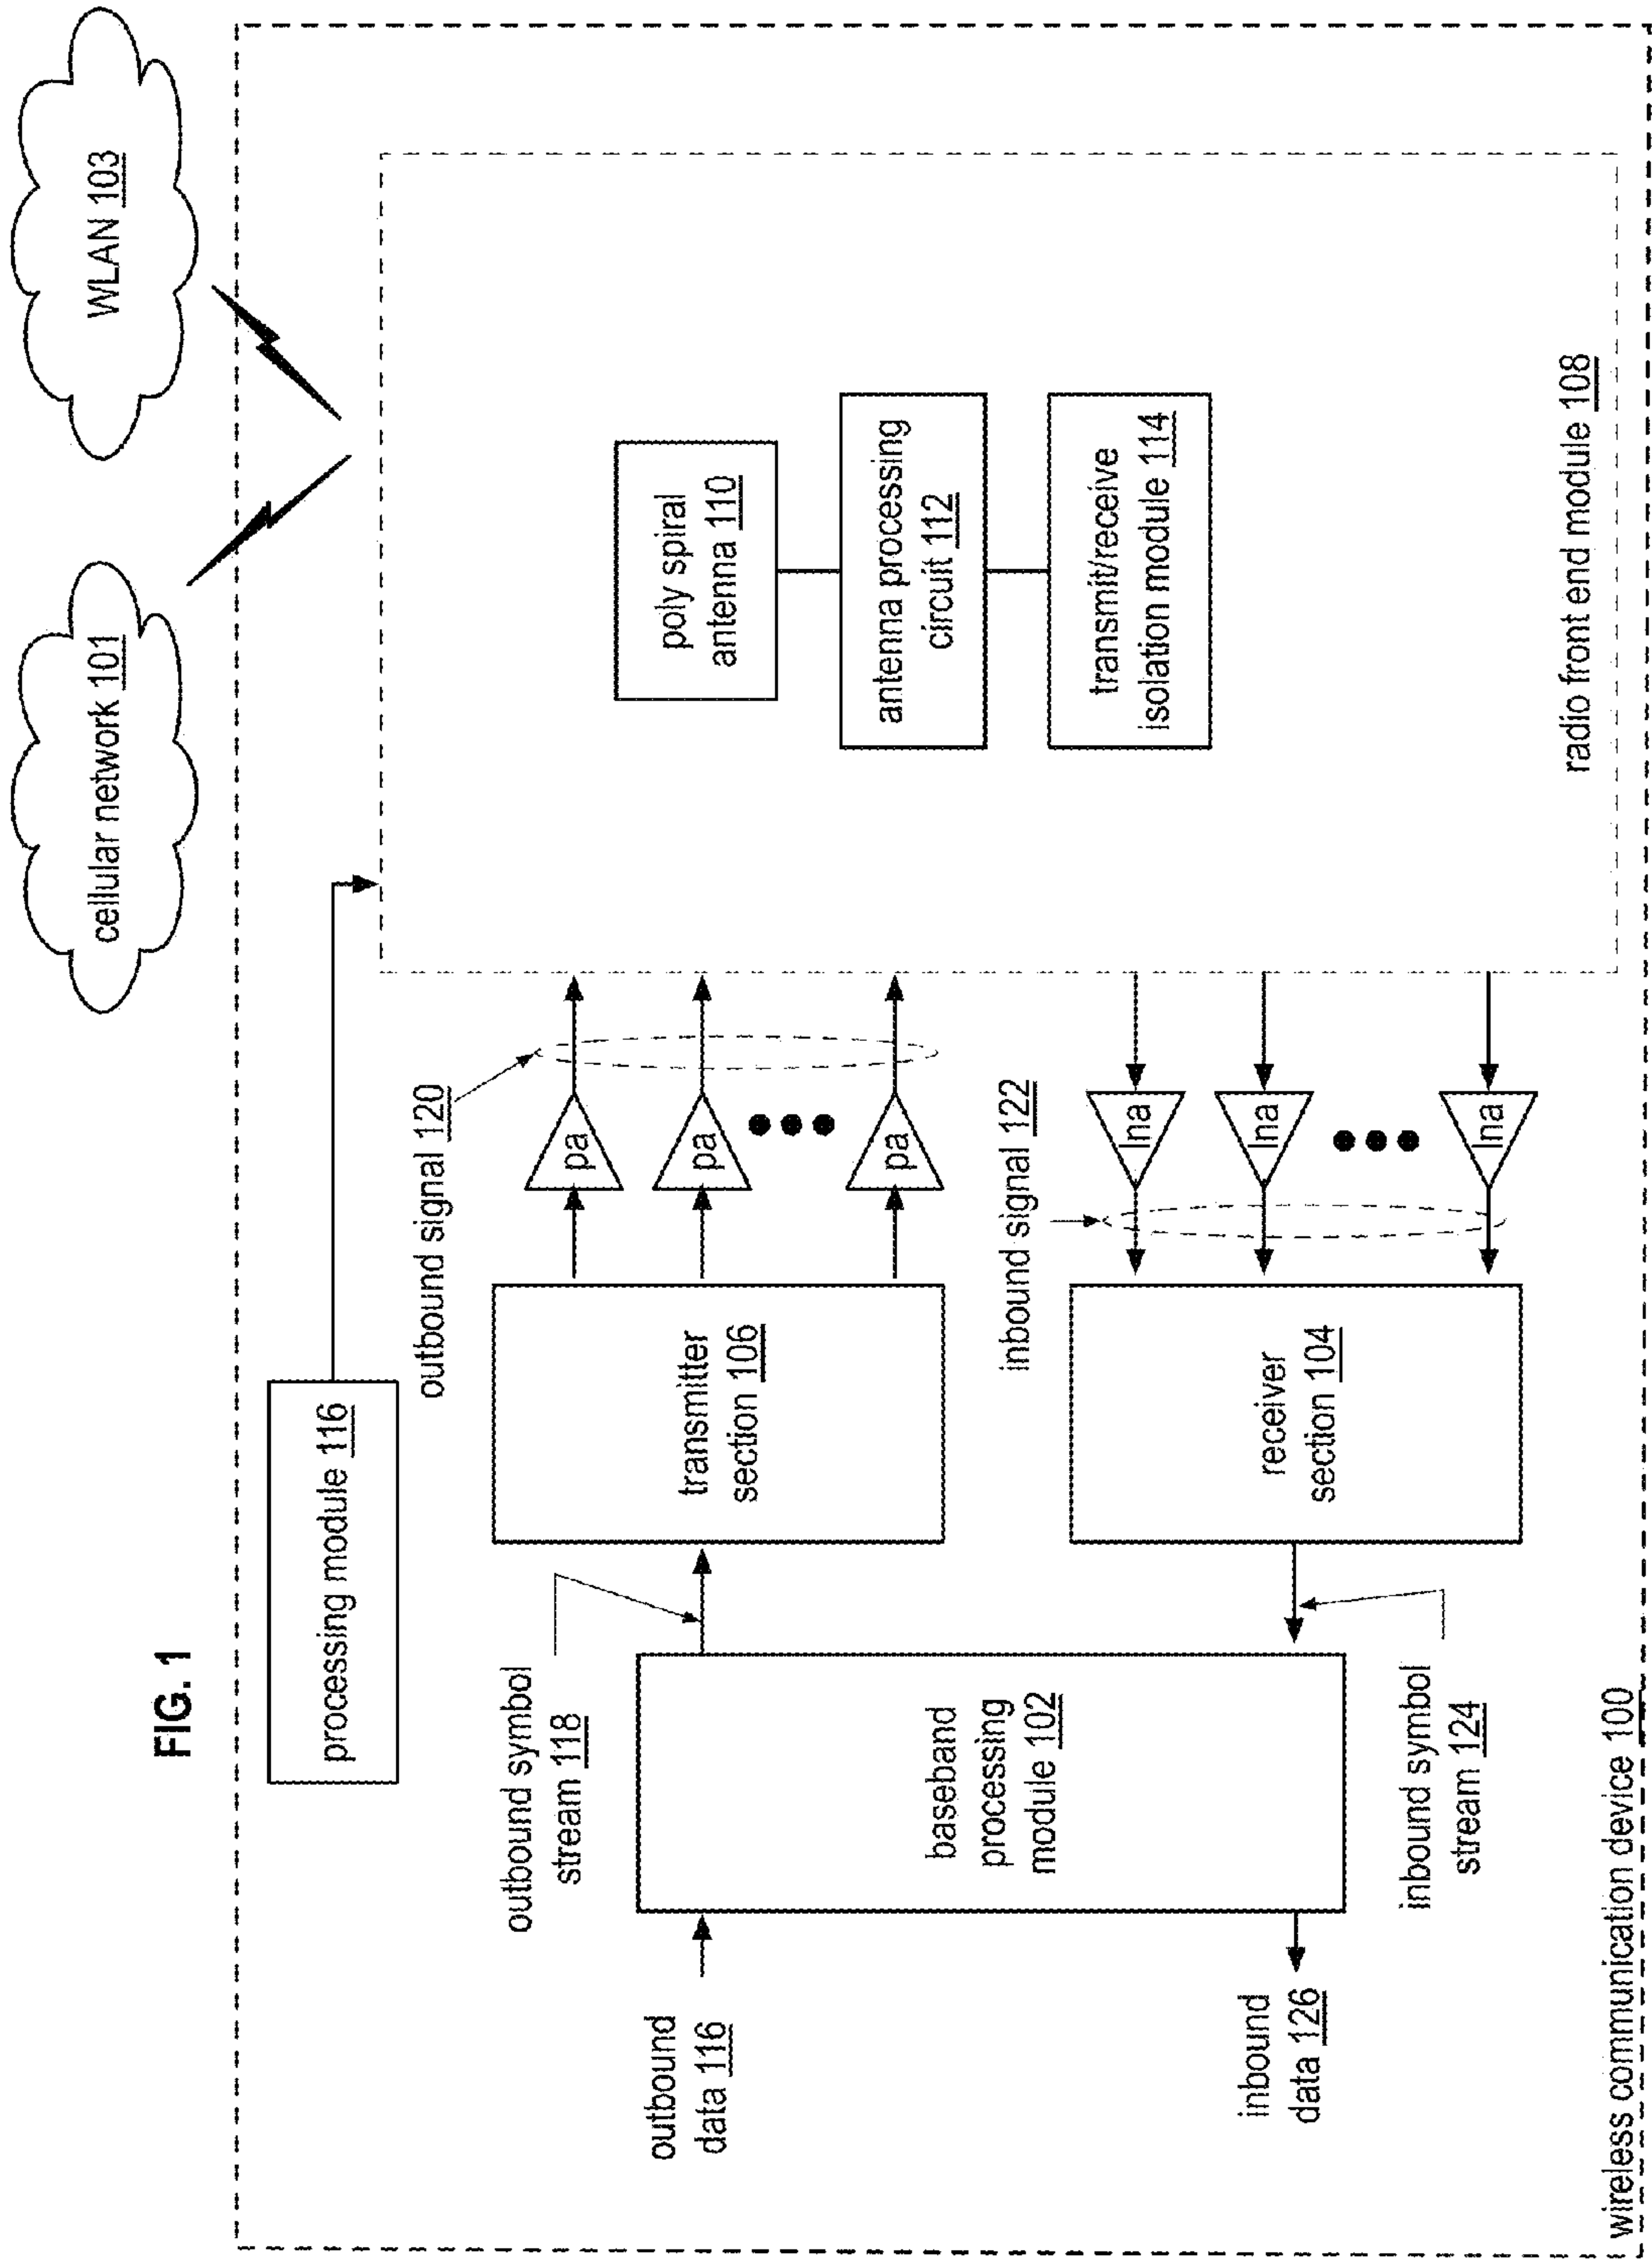 FIG. 1
cellular network 101
WLAN 103
processing module 116
outbound signal 120
outbound symbol
stream 118
outbound
data 116
baseband
processing
module 102
transmitter
section 106
pa
pa
pa
poly spiral
antenna 110
antenna processing
circuit 112
transmit/receive
isolation module 114
inbound signal 122
lna
lna
lna
receiver
section 104
inbound
data 126
inbound symbol
stream 124
radio front end module 108
wireless communication device 100